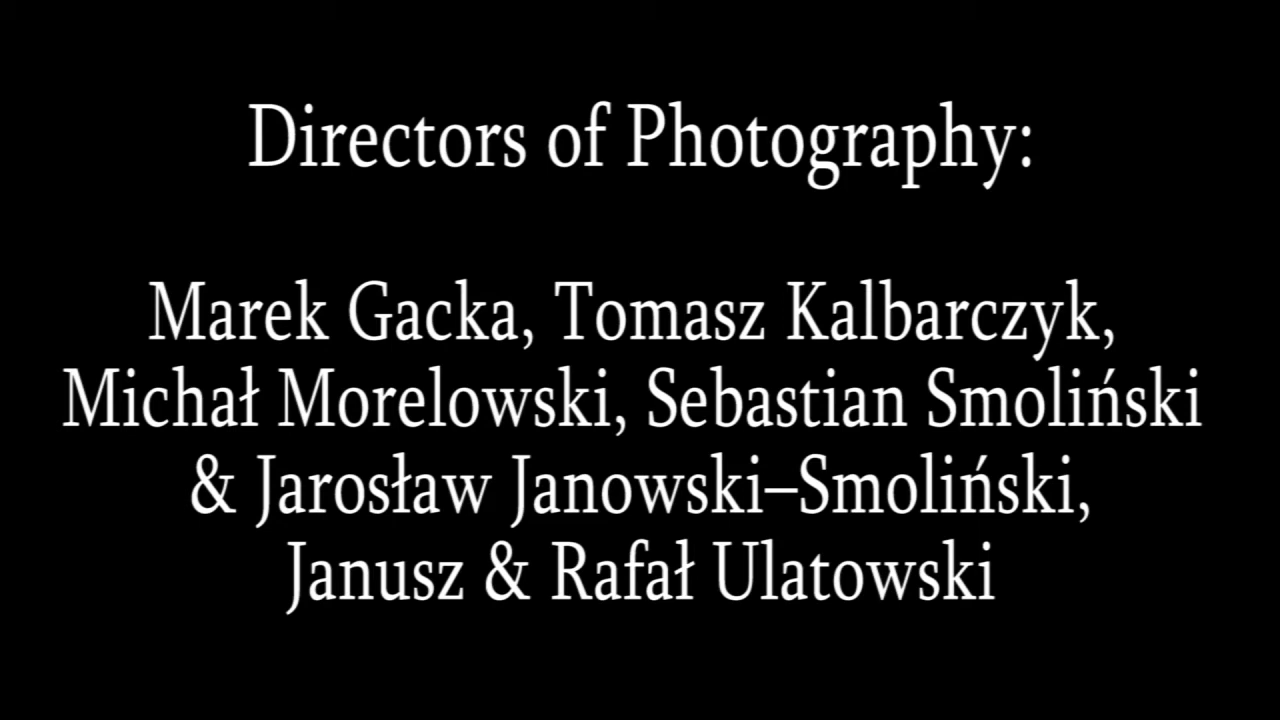 Directors of Photography:
Marek Gacka, Tomasz Kalbarczyk,
Michał Morelowski, Sebastian Smoliński
& Jarosław Janowski–Smoliński,
Janusz & Rafał Ulatowski